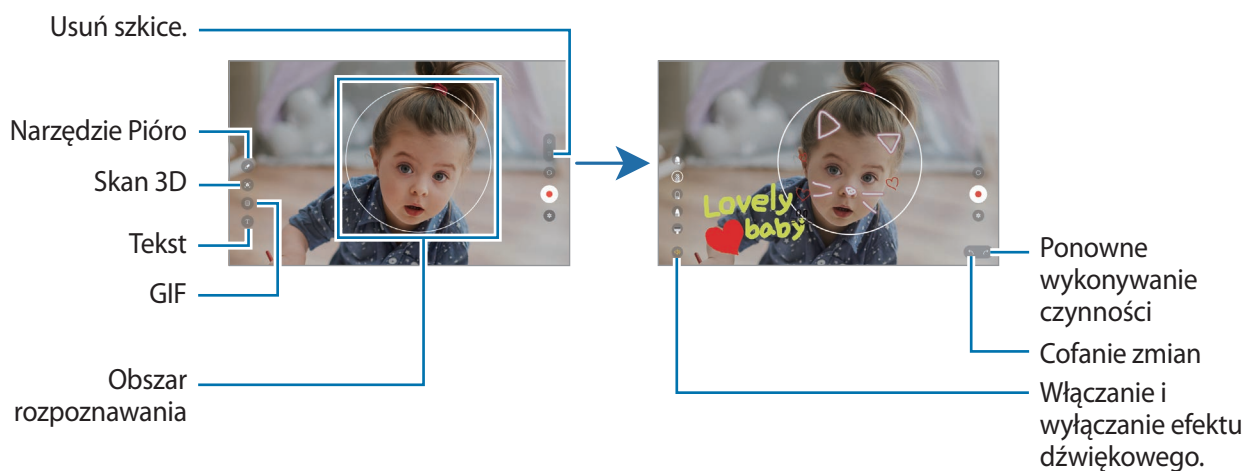 Usuń szkice.
Narzędzie Pióro
Skan 3D
Tekst
GIF
Obszar
rozpoznawania
Lovely
baby
Ponowne
wykonywanie
czynności
Cofanie zmian
Włączanie i
wyłączanie efektu
dźwiękowego.